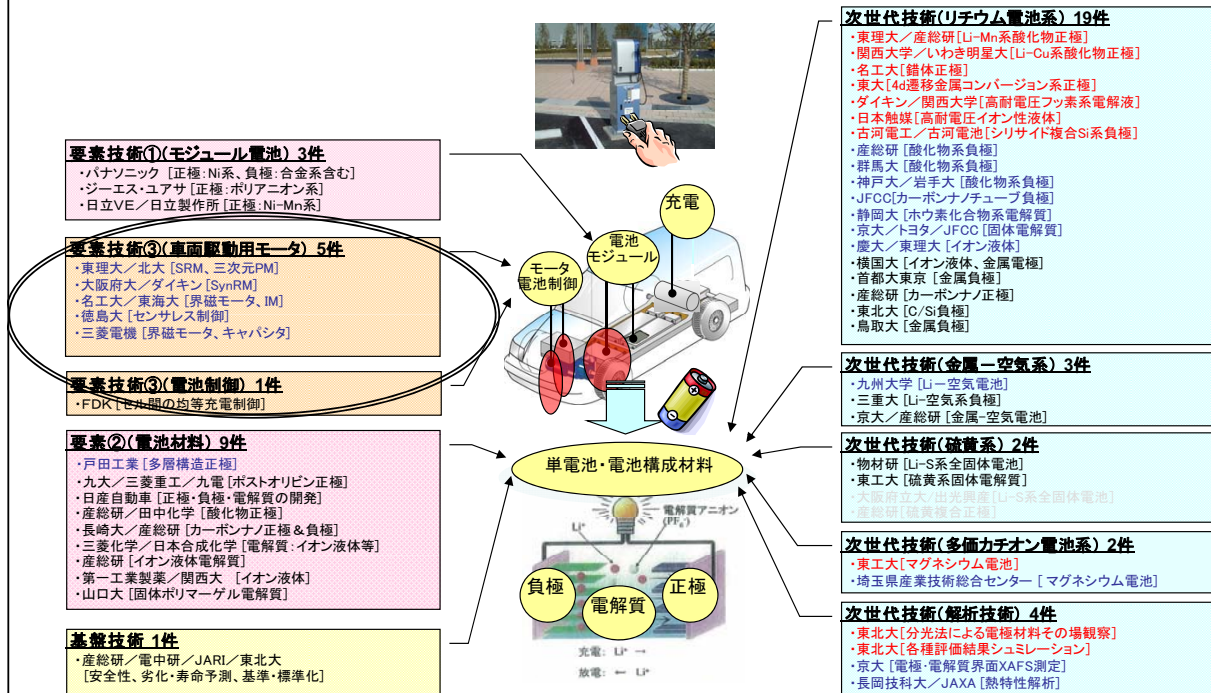 要素技術①(モジュール電池) 3件
・パナソニック [正極:Ni系、負極:合金系含む]
・ジーエス・ユアサ [正極:ポリアニオン系]
・日立VE/日立製作所 [正極:Ni-Mn系]
要素技術③(車両駆動用モータ) 5件
・東理大/北大 [SRM、三次元PM]
・大阪府大/ダイキン [SynRM]
・名工大/東海大 [界磁モータ、IM]
・徳島大 [センサレス制御]
・三菱電機 [界磁モータ、キャパシタ]
要素技術③(電池制御) 1件
・FDK [セル間の均等充電制御]
要素②(電池材料) 9件
・戸田工業 [多層構造正極]
・九大/三菱重工/九電 [ポストオリビン正極]
・日産自動車 [正極・負極・電解質の開発]
・産総研/田中化学 [酸化物正極]
・長崎大/産総研 [カーボンナノ正極&負極]
・三菱化学/日本合成化学 [電解質:イオン液体等]
・産総研 [イオン液体電解質]
・第一工業製薬/関西大 [イオン液体]
・山口大 [固体ポリマーゲル電解質]
基盤技術 1件
・産総研/電中研/JARI/東北大
[安全性、劣化・寿命予測、基準・標準化]
充電
電池
モジュール
モータ
電池制御
単電池・電池構成材料
電解質アニオン
(PF₆⁻)
Li⁺
負極
電解質
正極
充電: Li⁺ →
放電: ← Li⁺
次世代技術(リチウム電池系) 19件
・東理大/産総研[Li-Mn系酸化物正極]
・関西大学/いわき明星大[Li-Cu系酸化物正極]
・名工大[錯体正極]
・東大[4d遷移金属コンバージョン系正極]
・ダイキン/関西大学[高耐電圧フッ素系電解液]
・日本触媒[高耐電圧イオン性液体]
・古河電工/古河電池[シリサイド複合Si系負極]
・産総研 [酸化物系負極]
・群馬大 [酸化物系負極]
・神戸大/岩手大 [酸化物系負極]
・JFCC[カーボンナノチューブ負極]
・静岡大 [ホウ素化合物系電解質]
・京大/トヨタ/JFCC [固体電解質]
・慶大/東理大 [イオン液体]
・横国大 [イオン液体、金属電極]
・首都大東京 [金属負極]
・産総研 [カーボンナノ正極]
・東北大 [C/Si負極]
・鳥取大 [金属負極]
次世代技術(金属-空気系) 3件
・九州大学 [Li-空気電池]
・三重大 [Li-空気系負極]
・京大/産総研 [金属-空気電池]
次世代技術(硫黄系) 2件
・物材研 [Li-S系全固体電池]
・東工大 [硫黄系固体電解質]
・大阪府立大/出光興産[Li-S系全固体電池]
・産総研[硫黄複合正極]
次世代技術(多価カチオン電池系) 2件
・東工大[マグネシウム電池]
・埼玉県産業技術総合センター [ マグネシウム電池]
次世代技術(解析技術) 4件
・東北大[分光法による電極材料その場観察]
・東北大[各種評価結果シュミレーション]
・京大 [電極・電解質界面XAFS測定]
・長岡技科大/JAXA [熱特性解析]